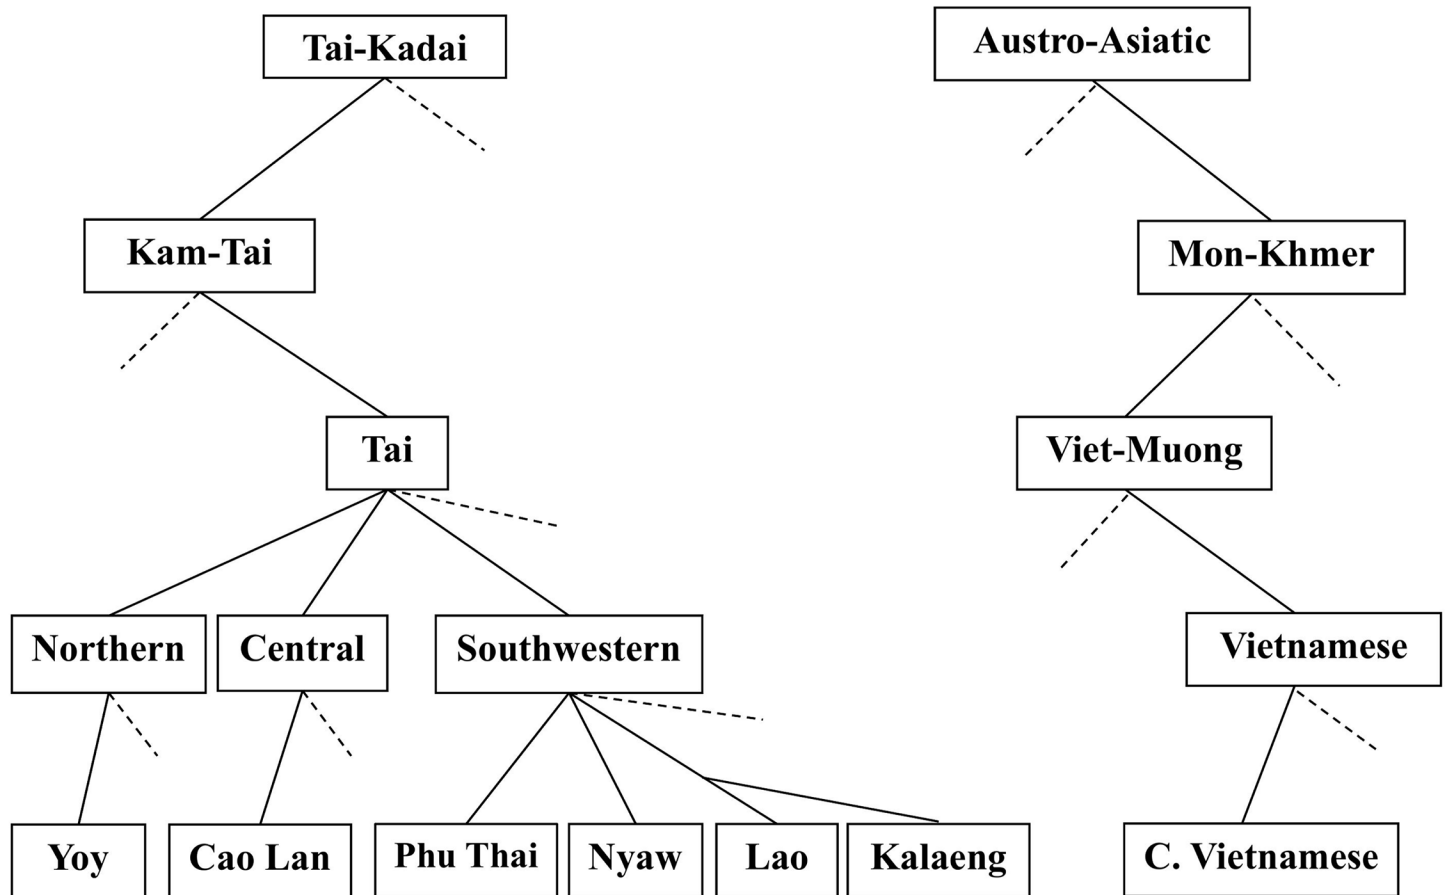 Tai-Kadai
Austro-Asiatic
Kam-Tai
Mon-Khmer
Tai
Viet-Muong
Northern
Central
Southwestern
Vietnamese
Yoy
Cao Lan
Phu Thai
Nyaw
Lao
Kalaeng
C. Vietnamese